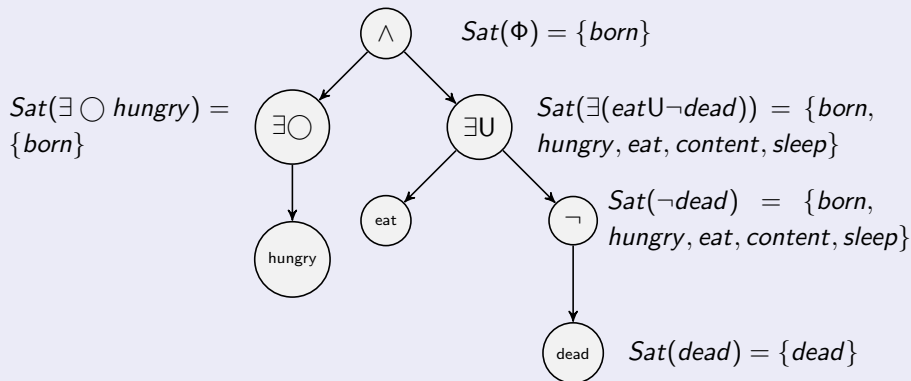 ∧
Sat(Φ) = {born}
Sat(∃ ◯ hungry) =
{born}
∃◯
∃U
Sat(∃(eatU¬dead)) = {born,
hungry, eat, content, sleep}
eat
¬
Sat(¬dead) = {born,
hungry, eat, content, sleep}
hungry
dead
Sat(dead) = {dead}